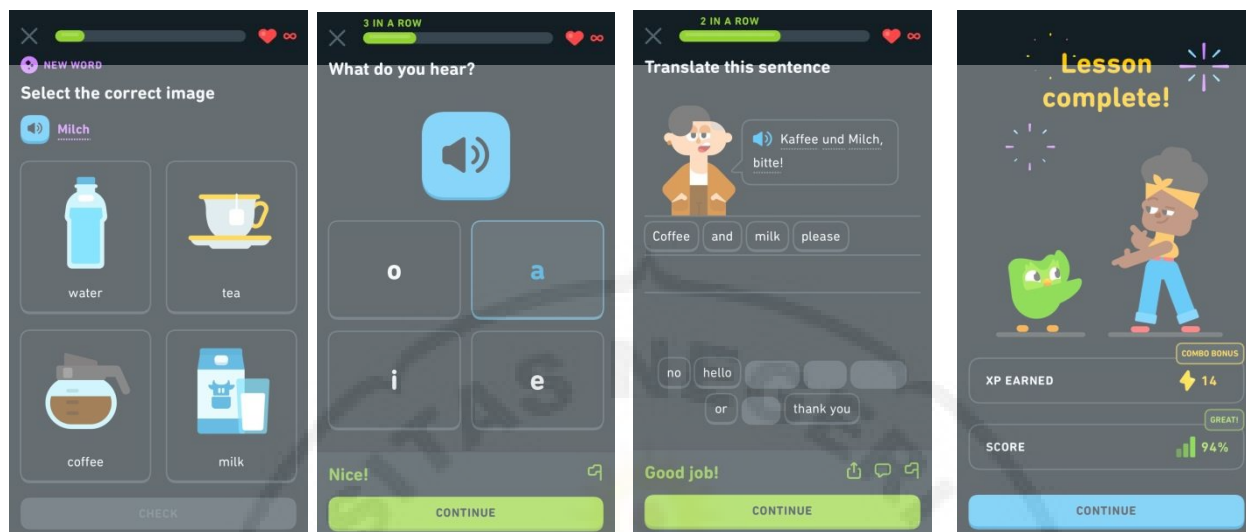 ∞
NEW WORD
Select the correct image
Milch
water
tea
coffee
milk
CHECK
3 IN A ROW
∞
What do you hear?
o
a
i
e
Nice!
CONTINUE
2 IN A ROW
∞
Translate this sentence
Kaffee und Milch,
bitte!
Coffee and milk please
no hello
or thank you
Good job!
CONTINUE
Lesson
complete!
COMBO BONUS
XP EARNED 14
GREAT!
SCORE 94%
CONTINUE